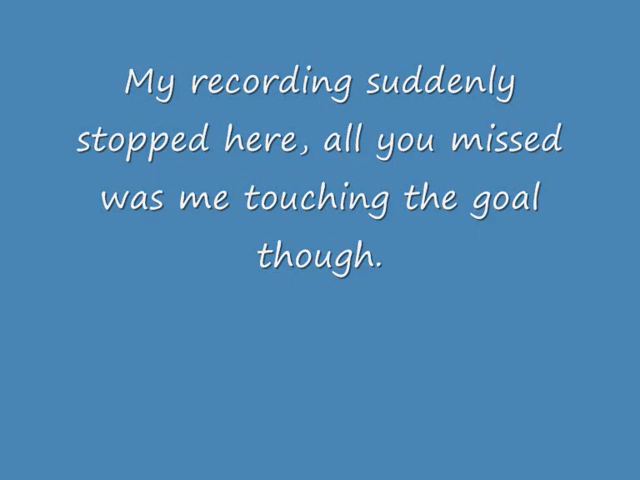 My recording suddenly
stopped here, all you missed
was me touching the goal
though.